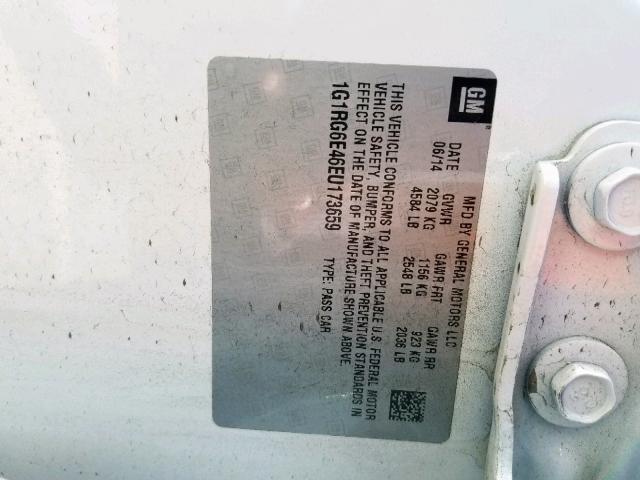 GM
MFD BY GENERAL MOTORS LLC
DATE GVWR GAWR FRT GAWR RR
06/14 2079 KG 1156 KG 923 KG
4584 LB 2548 LB 2036 LB
THIS VEHICLE CONFORMS TO ALL APPLICABLE U.S. FEDERAL MOTOR
VEHICLE SAFETY, BUMPER, AND THEFT PREVENTION STANDARDS IN
EFFECT ON THE DATE OF MANUFACTURE SHOWN ABOVE.
1G1RG6E46EU173659 TYPE: PASS CAR